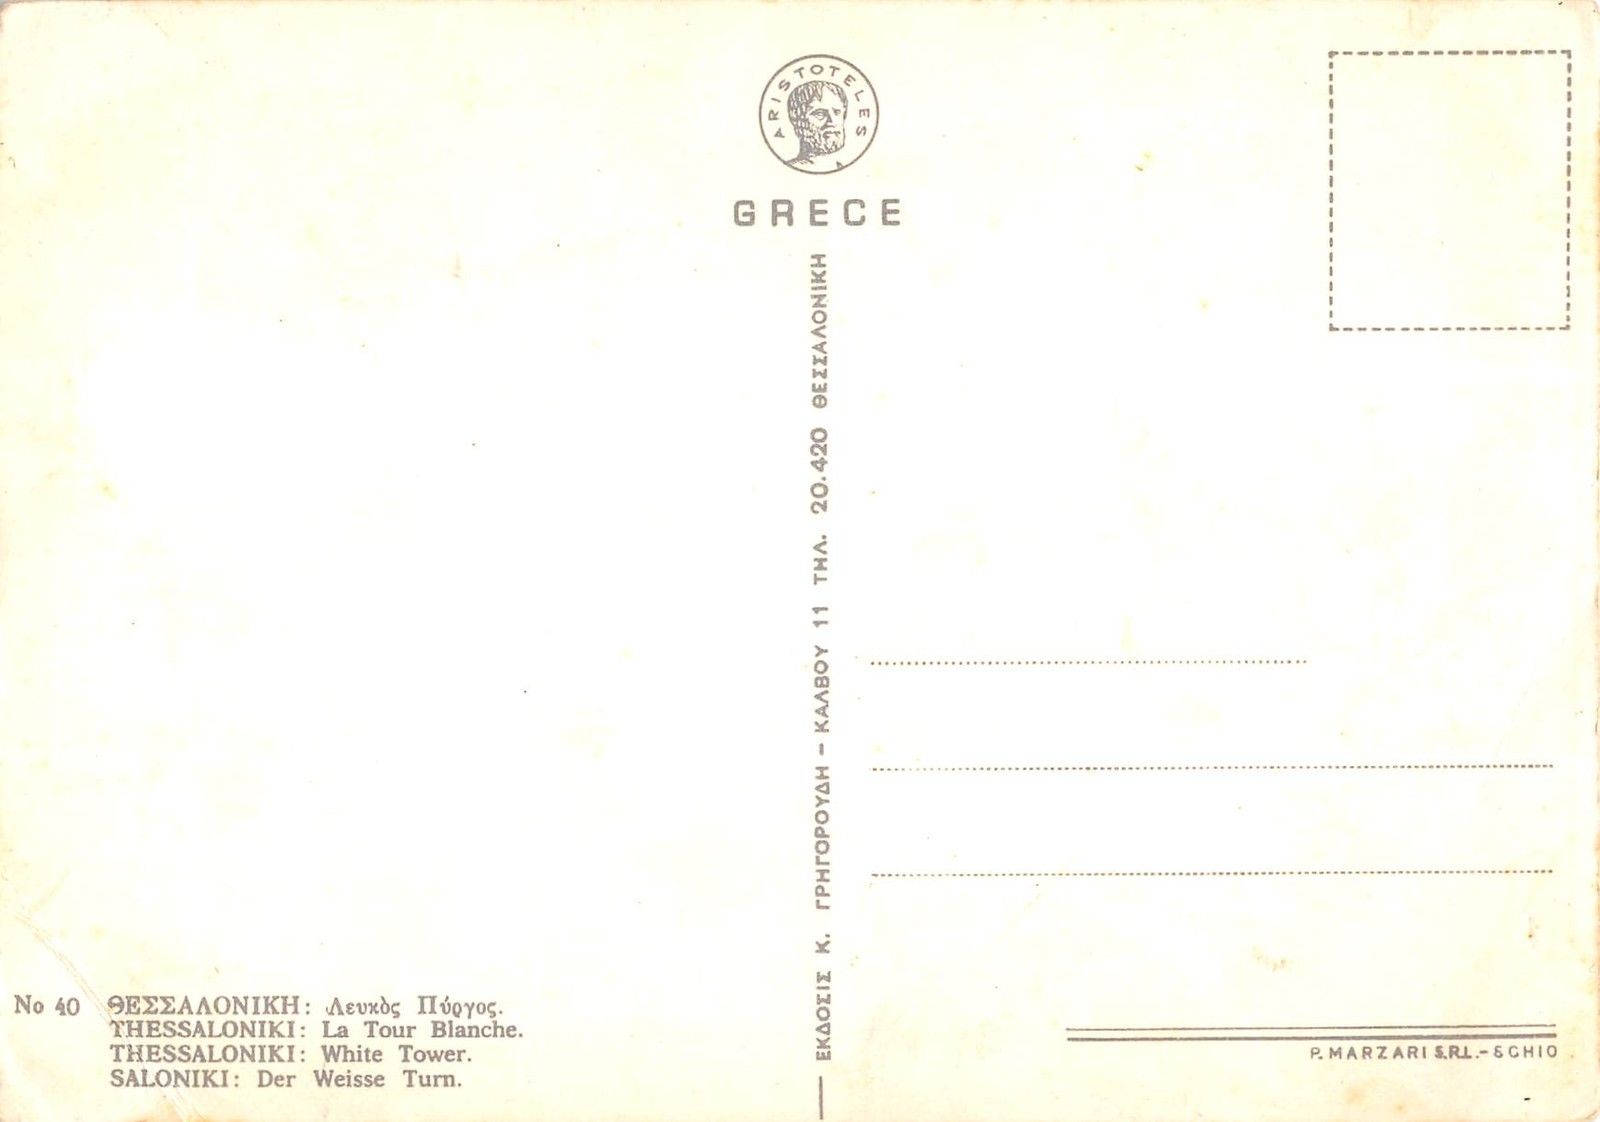 ARISTOTELES
GRECE
ΕΚΔΟΣΙΣ Κ. ΓΡΗΓΟΡΟΥΔΗ – ΚΑΛΒΟΥ 11 ΤΗΛ. 20.420 ΘΕΣΣΑΛΟΝΙΚΗ
No 40 ΘΕΣΣΑΛΟΝΙΚΗ: Λευκὸς Πύργος.
THESSALONIKI: La Tour Blanche.
THESSALONIKI: White Tower.
SALONIKI: Der Weisse Turn.
P. MARZARI S.R.L. - SCHIO